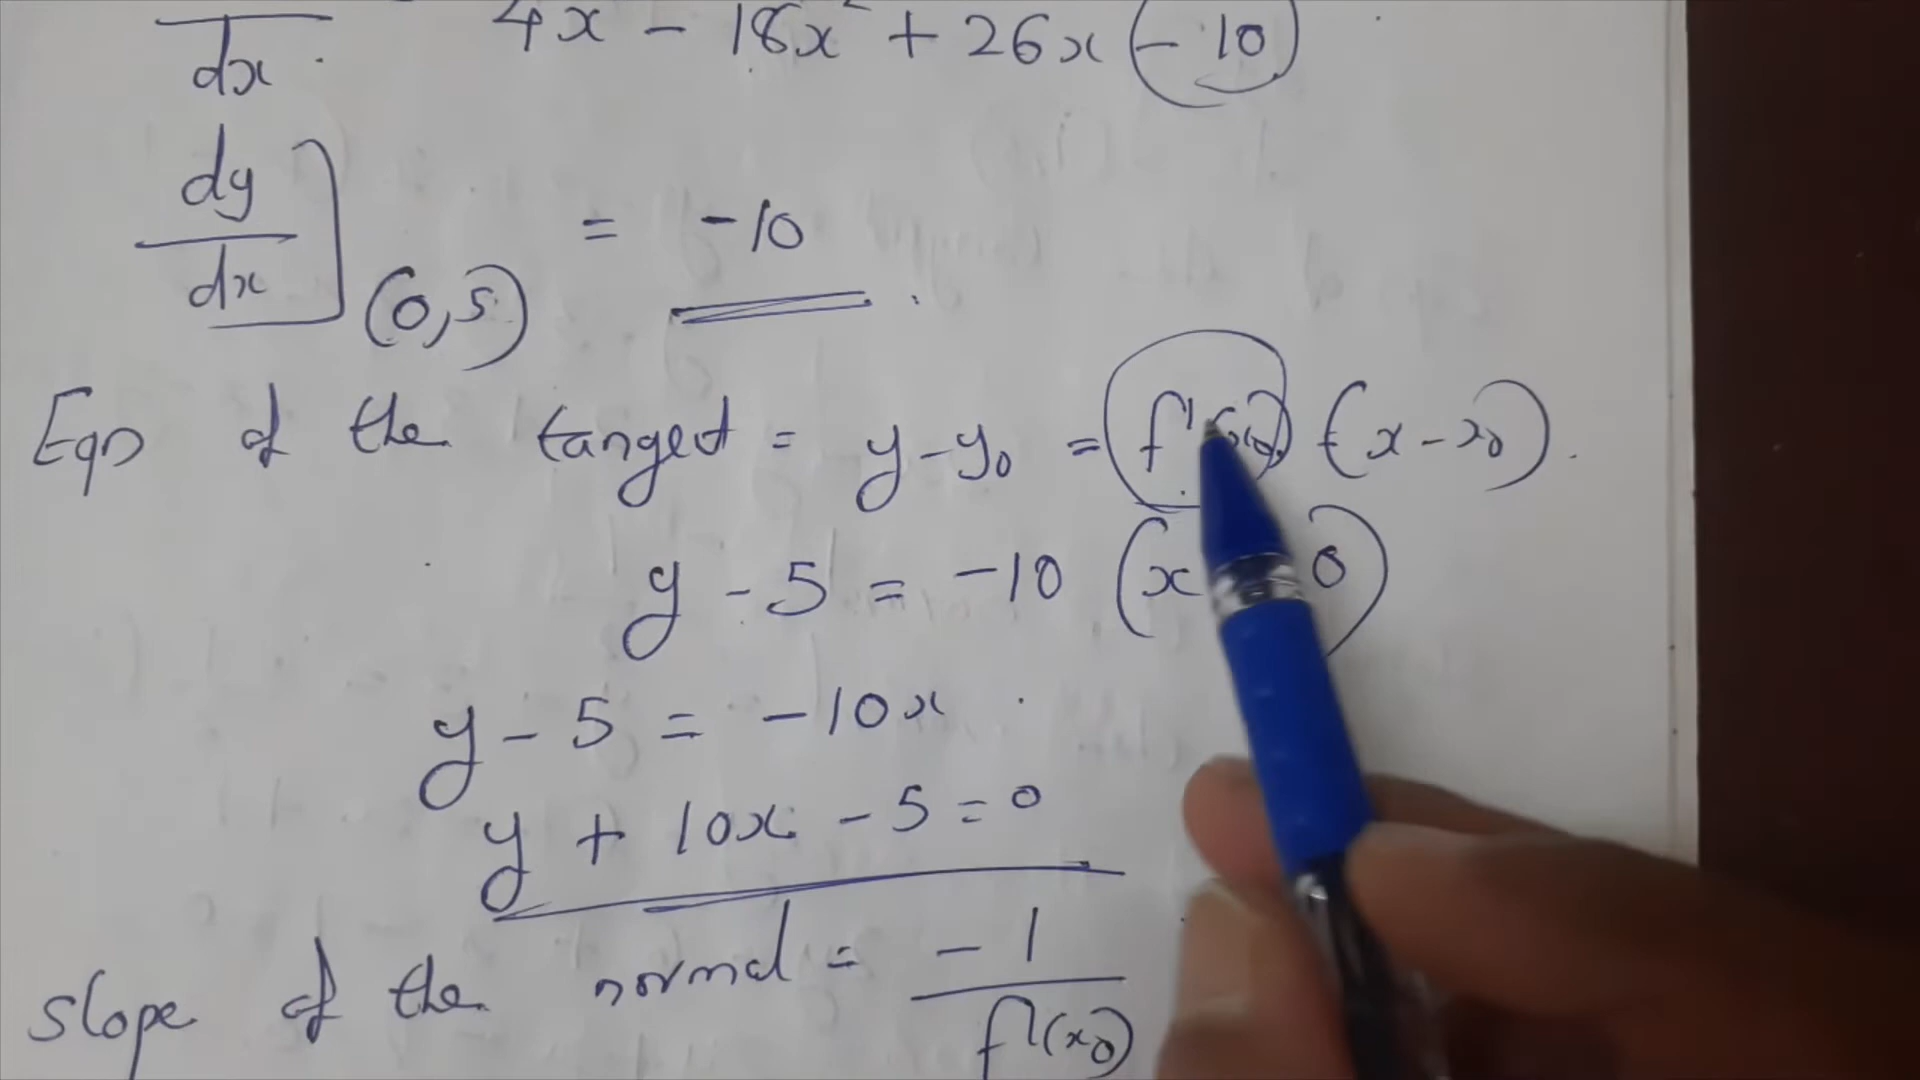 dx
4x - 18x² + 26x - 10
dy
dx
(0,5)
= -10
Eqn of the tangent = y - y₀ = f'(x₀) (x - x₀)
y - 5 = -10 (x 0)
y - 5 = -10x
y + 10x - 5 = 0
slope of the normal = -1
f'(x₀)